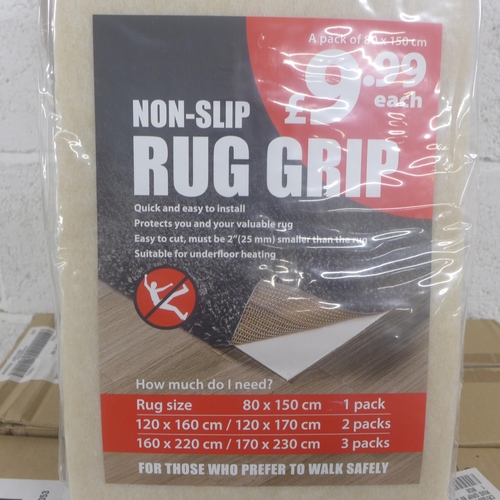 A pack of 80 x 150 cm
£9.99
each
NON-SLIP
RUG GRIP
Quick and easy to install
Protects you and your valuable rug
Easy to cut, must be 2"(25 mm) smaller than the rug
Suitable for underfloor heating
How much do I need?
Rug size 80 x 150 cm 1 pack
120 x 160 cm / 120 x 170 cm 2 packs
160 x 220 cm / 170 x 230 cm 3 packs
FOR THOSE WHO PREFER TO WALK SAFELY